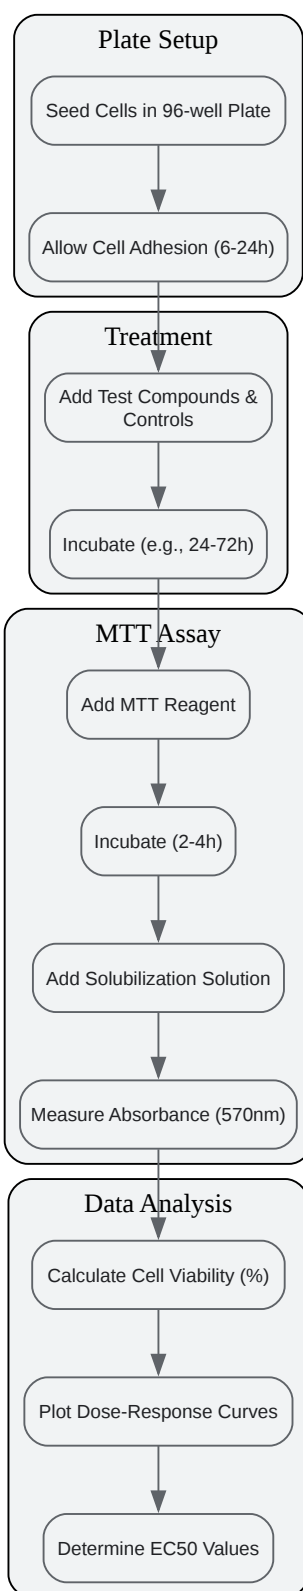 Plate Setup
Seed Cells in 96-well Plate
Allow Cell Adhesion (6-24h)
Treatment
Add Test Compounds &
Controls
Incubate (e.g., 24-72h)
MTT Assay
Add MTT Reagent
Incubate (2-4h)
Add Solubilization Solution
Measure Absorbance (570nm)
Data Analysis
Calculate Cell Viability (%)
Plot Dose-Response Curves
Determine EC50 Values